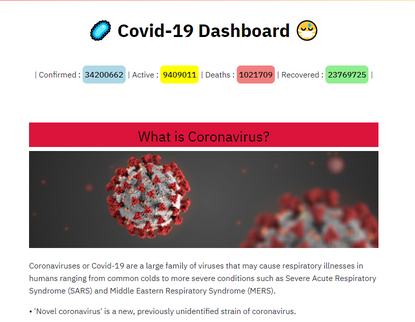 Covid-19 Dashboard
| Confirmed : 34200662 | Active : 9409011 | Deaths : 1021709 | Recovered : 23769725 |
What is Coronavirus?
Coronaviruses or Covid-19 are a large family of viruses that may cause respiratory illnesses in
humans ranging from common colds to more severe conditions such as Severe Acute Respiratory
Syndrome (SARS) and Middle Eastern Respiratory Syndrome (MERS).
• 'Novel coronavirus' is a new, previously unidentified strain of coronavirus.